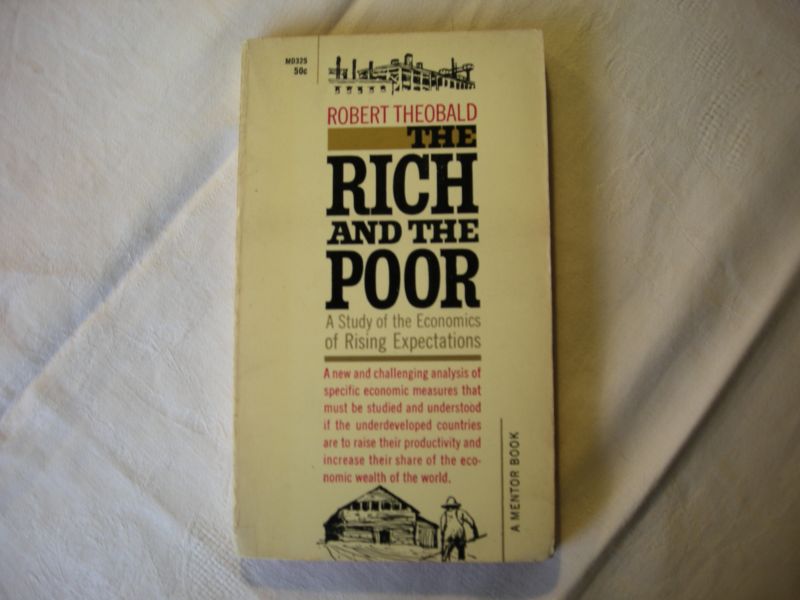 MD325
50c
ROBERT THEOBALD
THE
RICH
AND THE
POOR
A Study of the Economics
of Rising Expectations
A new and challenging analysis of
specific economic measures that
must be studied and understood
if the underdeveloped countries
are to raise their productivity and
increase their share of the eco-
nomic wealth of the world.
A MENTOR BOOK